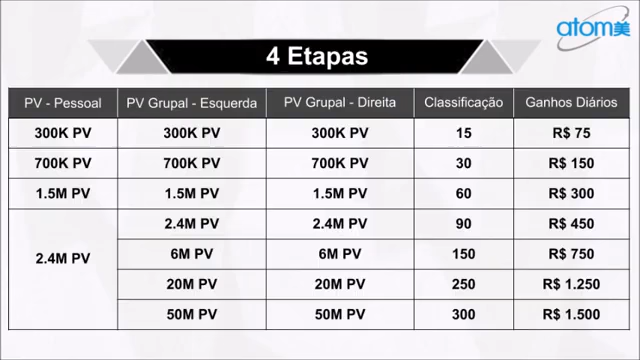 atom美
4 Etapas
PV - Pessoal PV Grupal - Esquerda PV Grupal - Direita Classificação Ganhos Diários
300K PV 300K PV 300K PV 15 R$ 75
700K PV 700K PV 700K PV 30 R$ 150
1.5M PV 1.5M PV 1.5M PV 60 R$ 300
2.4M PV 2.4M PV 2.4M PV 90 R$ 450
6M PV 6M PV 150 R$ 750
20M PV 20M PV 250 R$ 1.250
50M PV 50M PV 300 R$ 1.500